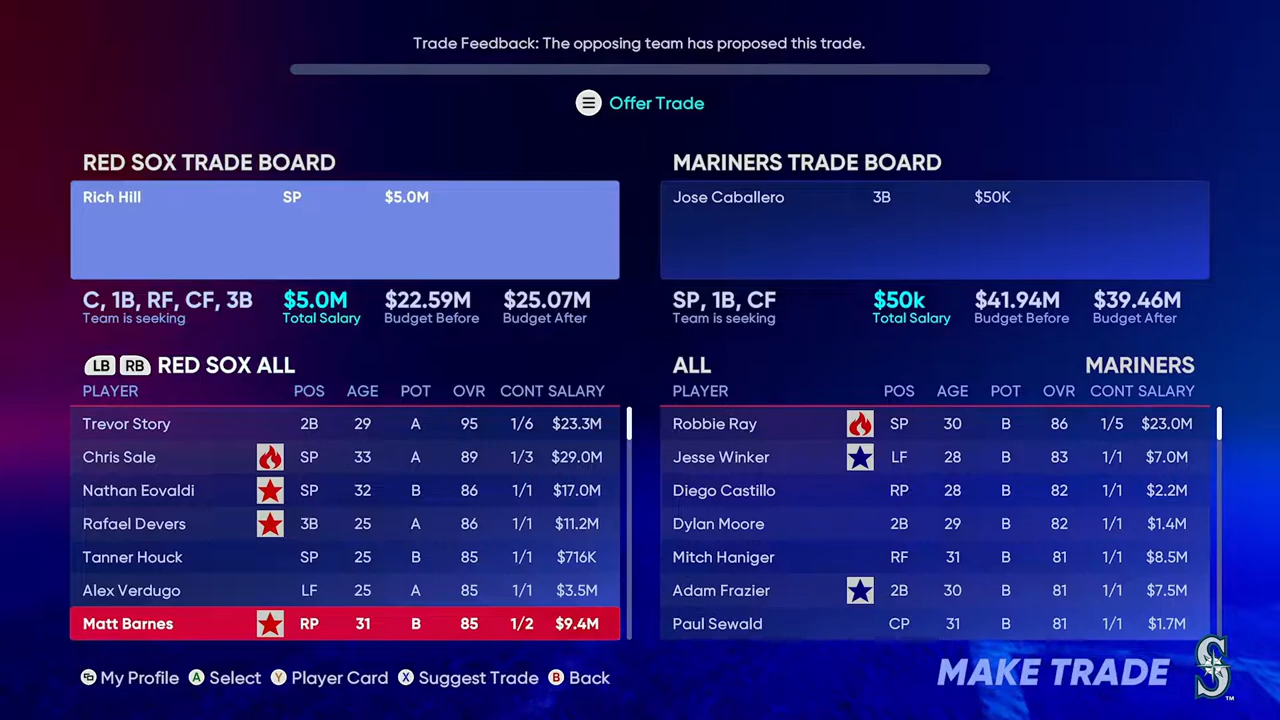 Trade Feedback: The opposing team has proposed this trade.
Offer Trade
RED SOX TRADE BOARD
Rich Hill SP $5.0M
C, 1B, RF, CF, 3B $5.0M $22.59M $25.07M
Team is seeking Total Salary Budget Before Budget After
MARINERS TRADE BOARD
Jose Caballero 3B $50K
SP, 1B, CF $50k $41.94M $39.46M
Team is seeking Total Salary Budget Before Budget After
LB RB RED SOX ALL
PLAYER POS AGE POT OVR CONT SALARY
Trevor Story 2B 29 A 95 1/6 $23.3M
Chris Sale SP 33 A 89 1/3 $29.0M
Nathan Eovaldi SP 32 B 86 1/1 $17.0M
Rafael Devers 3B 25 A 86 1/1 $11.2M
Tanner Houck SP 25 B 85 1/1 $716K
Alex Verdugo LF 25 A 85 1/1 $3.5M
Matt Barnes RP 31 B 85 1/2 $9.4M
ALL MARINERS
PLAYER POS AGE POT OVR CONT SALARY
Robbie Ray SP 30 B 86 1/5 $23.0M
Jesse Winker LF 28 B 83 1/1 $7.0M
Diego Castillo RP 28 B 82 1/1 $2.2M
Dylan Moore 2B 29 B 82 1/1 $1.4M
Mitch Haniger RF 31 B 81 1/1 $8.5M
Adam Frazier 2B 30 B 81 1/1 $7.5M
Paul Sewald CP 31 B 81 1/1 $1.7M
My Profile A Select Y Player Card X Suggest Trade B Back
MAKE TRADE S
TM